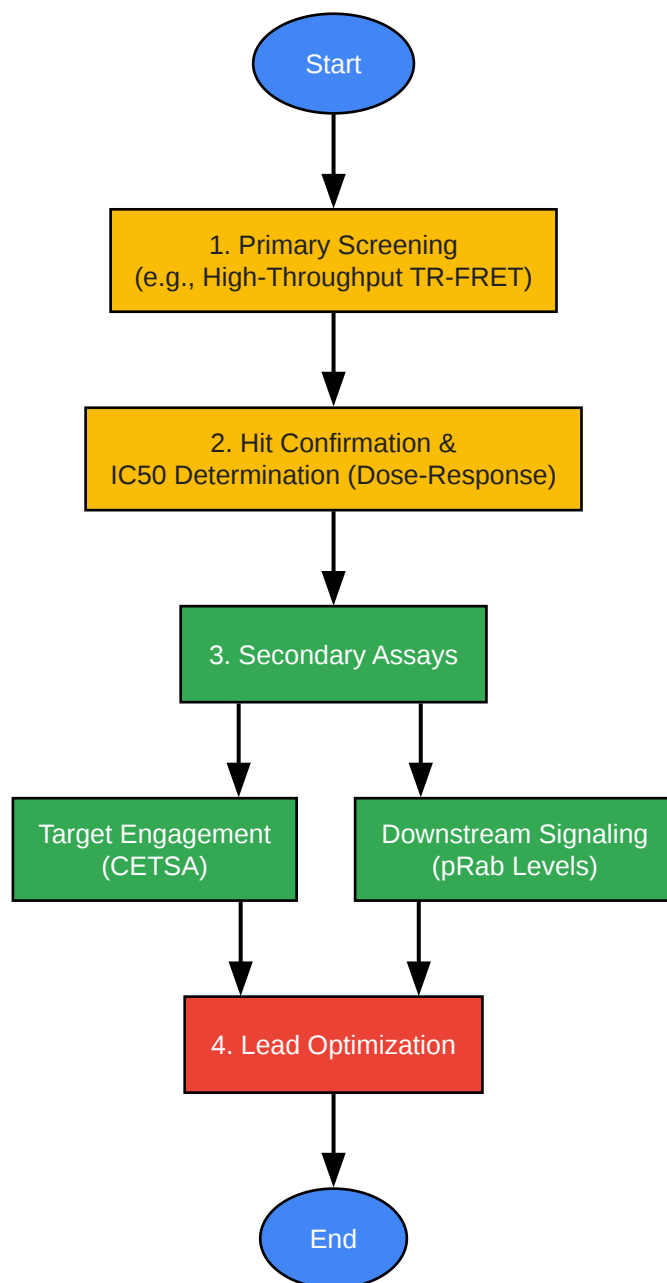 Start
1. Primary Screening
(e.g., High-Throughput TR-FRET)
2. Hit Confirmation &
IC50 Determination (Dose-Response)
3. Secondary Assays
Target Engagement
(CETSA)
Downstream Signaling
(pRab Levels)
4. Lead Optimization
End